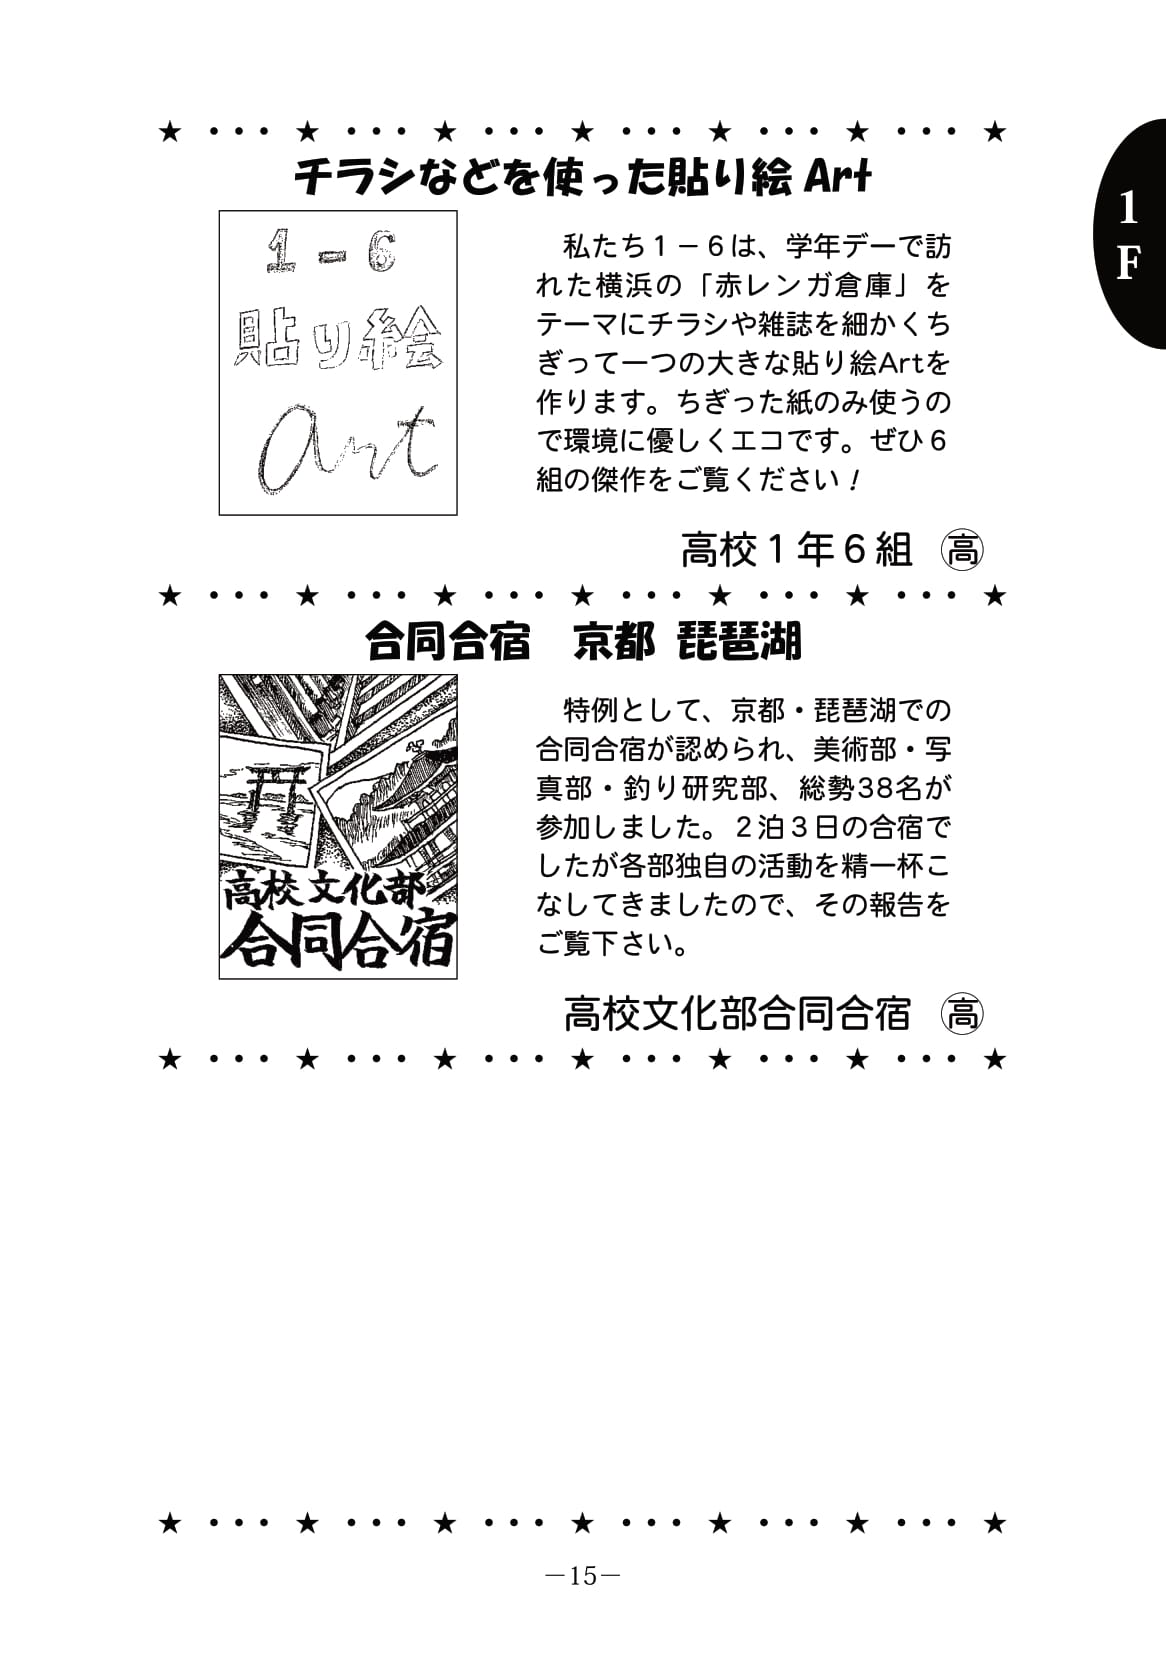 ★ ・・・ ★ ・・・ ★ ・・・ ★ ・・・ ★ ・・・ ★ ・・・ ★
チラシなどを使った貼り絵 Art
1-6
貼り絵
Art
私たち１－６は、学年デーで訪
れた横浜の「赤レンガ倉庫」を
テーマにチラシや雑誌を細かくち
ぎって一つの大きな貼り絵Artを
作ります。ちぎった紙のみ使うの
で環境に優しくエコです。ぜひ６
組の傑作をご覧ください！
高校１年６組 ㊝高
★ ・・・ ★ ・・・ ★ ・・・ ★ ・・・ ★ ・・・ ★ ・・・ ★
合同合宿　京都 琵琶湖
高校文化部
合同合宿
特例として、京都・琵琶湖での
合同合宿が認められ、美術部・写
真部・釣り研究部、総勢38名が
参加しました。２泊３日の合宿で
したが各部独自の活動を精一杯こ
なしてきましたので、その報告を
ご覧下さい。
高校文化部合同合宿 高
★ ・・・ ★ ・・・ ★ ・・・ ★ ・・・ ★ ・・・ ★ ・・・ ★
★ ・・・ ★ ・・・ ★ ・・・ ★ ・・・ ★ ・・・ ★ ・・・ ★
－15－
1
F